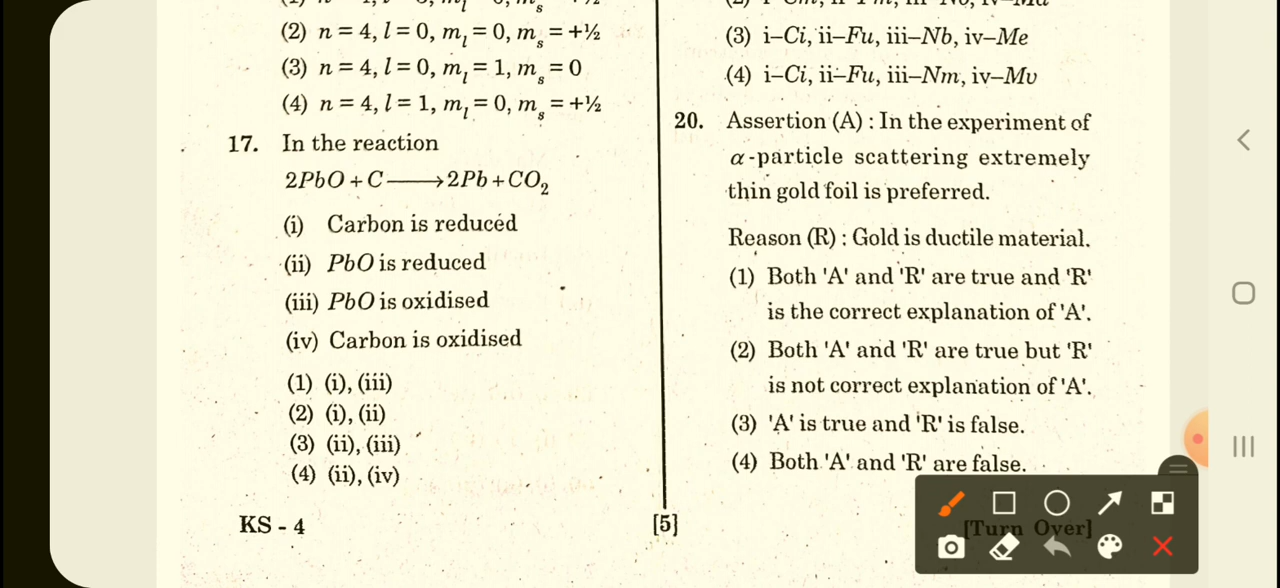 (2) n = 4, l = 0, mₗ = 0, mₛ = +½
(3) n = 4, l = 0, mₗ = 1, mₛ = 0
(4) n = 4, l = 1, mₗ = 0, mₛ = +½
17. In the reaction
2PbO + C ⟶ 2Pb + CO₂
(i) Carbon is reduced
(ii) PbO is reduced
(iii) PbO is oxidised
(iv) Carbon is oxidised
(1) (i), (iii)
(2) (i), (ii)
(3) (ii), (iii)
(4) (ii), (iv)
KS - 4
[5]
(3) i–Ci, ii–Fu, iii–Nb, iv–Me
(4) i–Ci, ii–Fu, iii–Nm, iv–Mv
20. Assertion (A) : In the experiment of
α-particle scattering extremely
thin gold foil is preferred.
Reason (R) : Gold is ductile material.
(1) Both 'A' and 'R' are true and 'R'
is the correct explanation of 'A'.
(2) Both 'A' and 'R' are true but 'R'
is not correct explanation of 'A'.
(3) 'A' is true and 'R' is false.
(4) Both 'A' and 'R' are false.
[Turn Over]